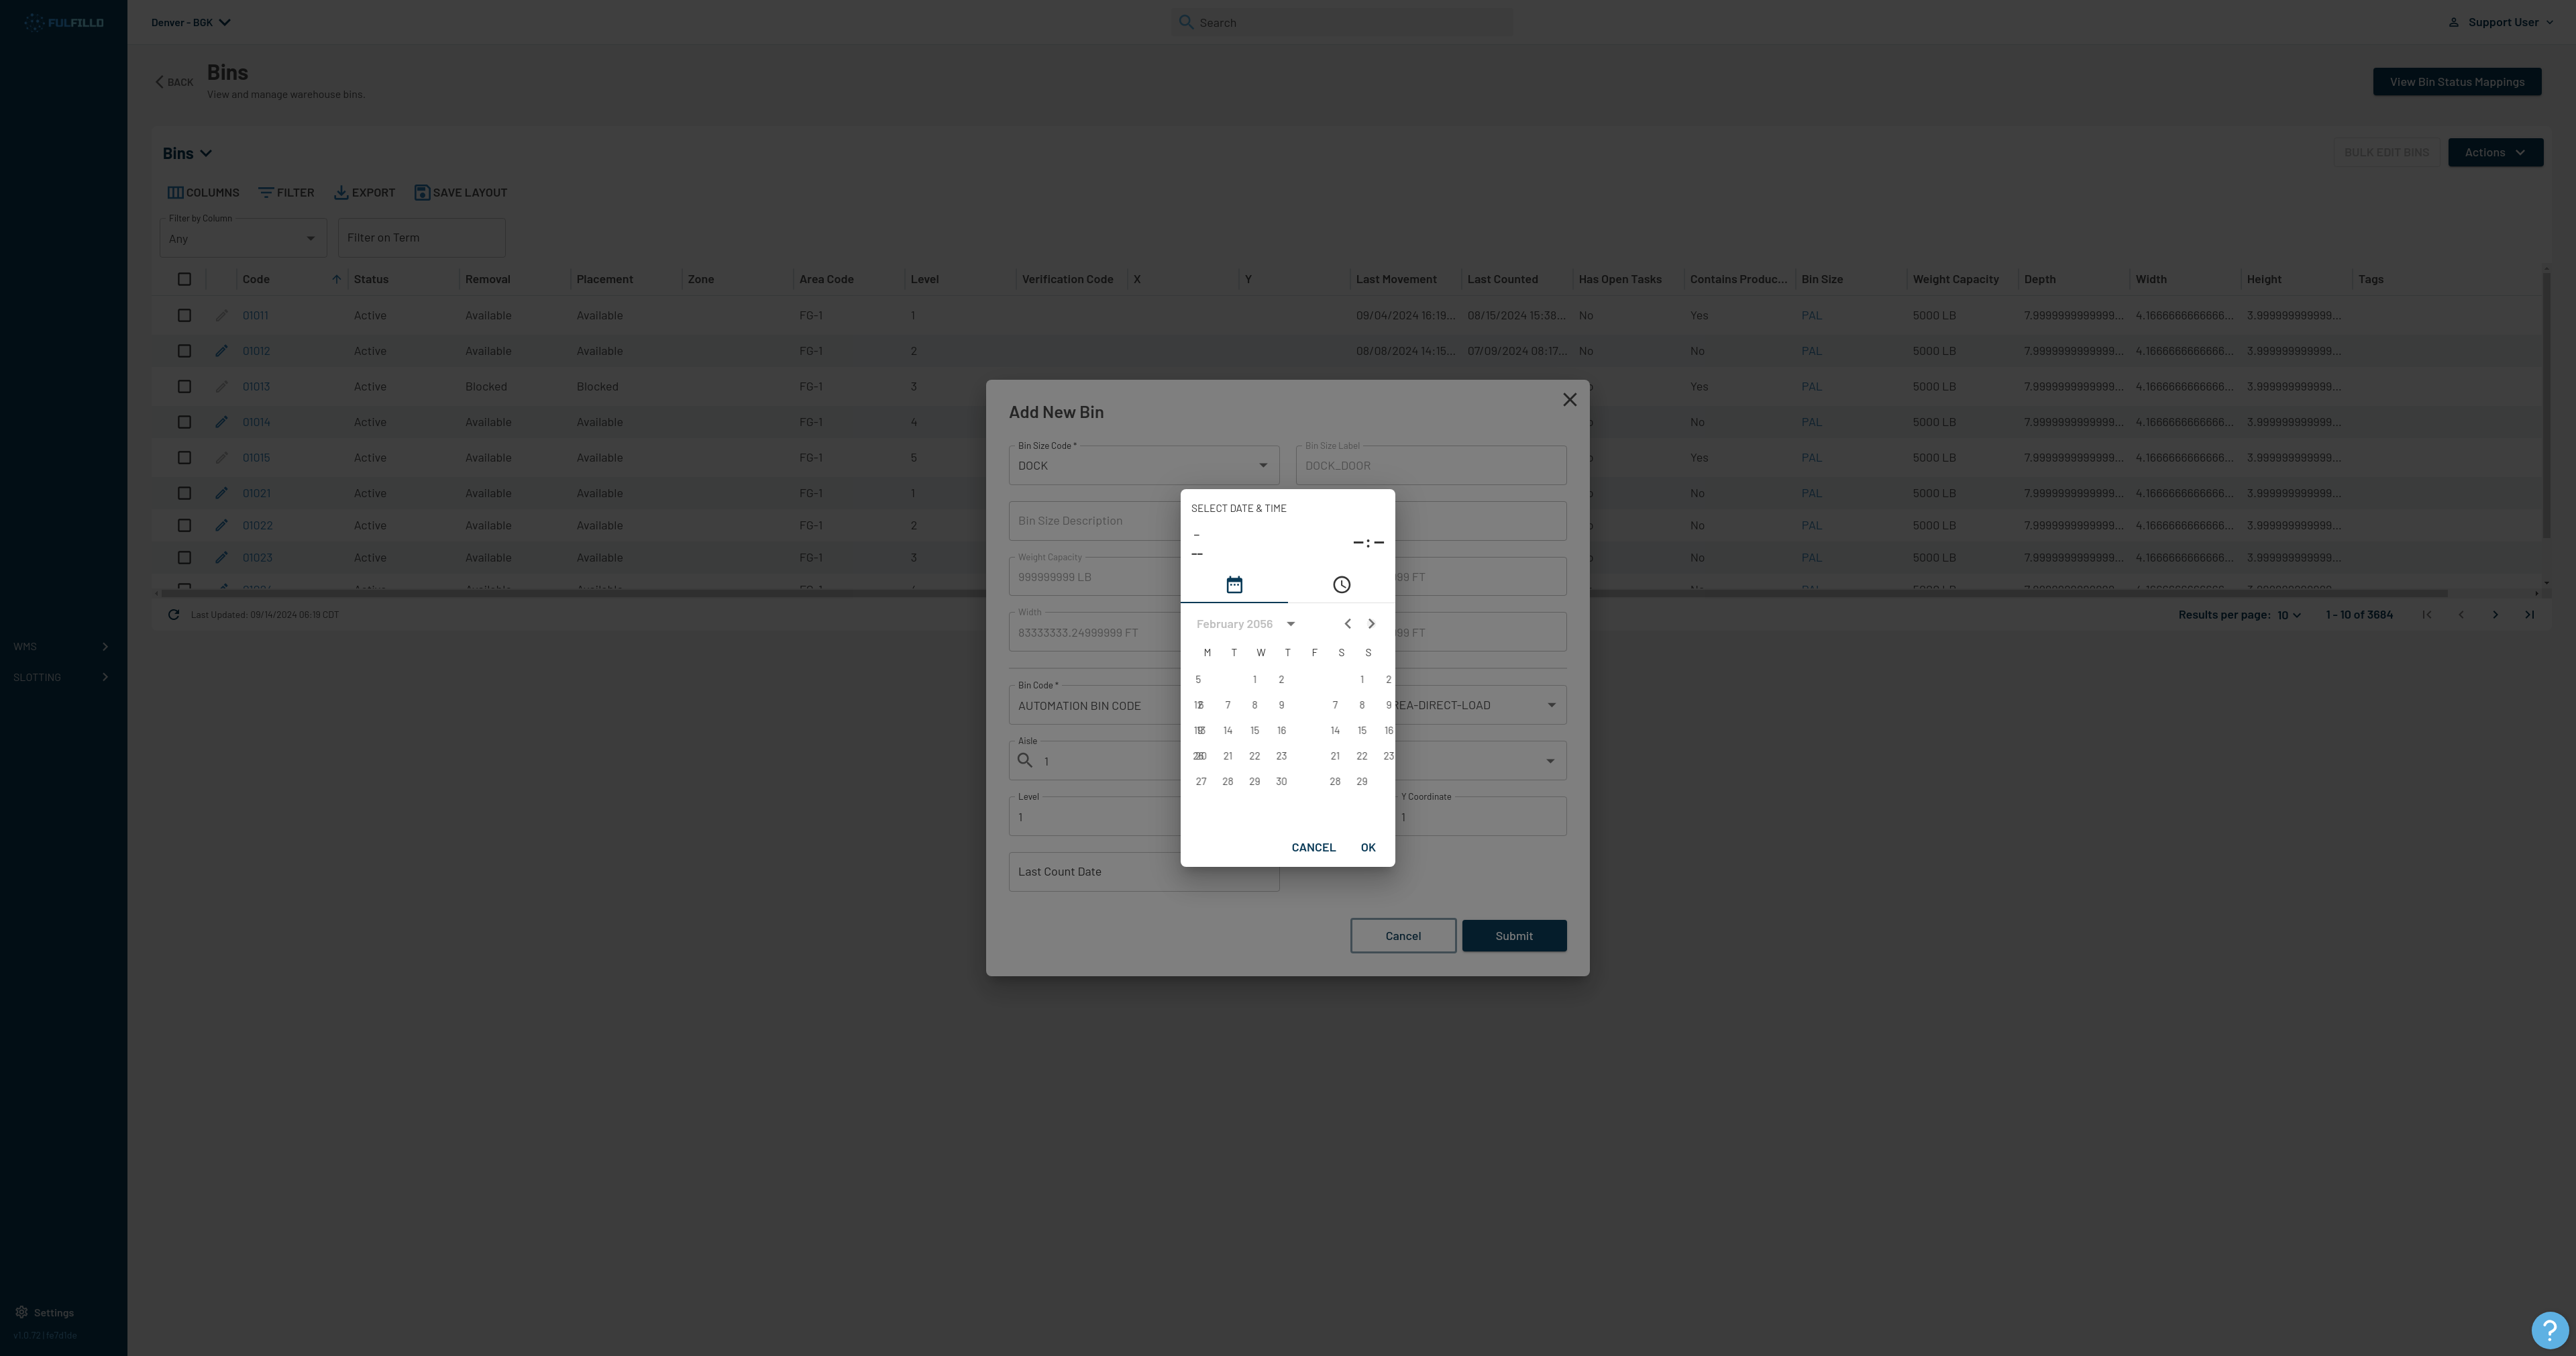 FULFILLD
Denver - BGK
Search
Support User
BACK
Bins
View and manage warehouse bins.
View Bin Status Mappings
Bins
BULK EDIT BINS
Actions
COLUMNS FILTER EXPORT SAVE LAYOUT
Filter by Column
Any
Filter on Term
Code Status Removal Placement Zone Area Code Level Verification Code X Y Last Movement Last Counted Has Open Tasks Contains Produc... Bin Size Weight Capacity Depth Width Height Tags
01011 Active Available Available FG-1 1 09/04/2024 16:19... 08/15/2024 15:38... No Yes PAL 5000 LB 7.9999999999999... 4.1666666666666... 3.999999999999...
01012 Active Available Available FG-1 2 08/08/2024 14:15... 07/09/2024 08:17... No No PAL 5000 LB 7.9999999999999... 4.1666666666666... 3.999999999999...
01013 Active Blocked Blocked FG-1 3 Yes PAL 5000 LB 7.9999999999999... 4.1666666666666... 3.999999999999...
01014 Active Available Available FG-1 4 No PAL 5000 LB 7.9999999999999... 4.1666666666666... 3.999999999999...
01015 Active Available Available FG-1 5 Yes PAL 5000 LB 7.9999999999999... 4.1666666666666... 3.999999999999...
01021 Active Available Available FG-1 1 No PAL 5000 LB 7.9999999999999... 4.1666666666666... 3.999999999999...
01022 Active Available Available FG-1 2 No PAL 5000 LB 7.9999999999999... 4.1666666666666... 3.999999999999...
01023 Active Available Available FG-1 3 No PAL 5000 LB 7.9999999999999... 4.1666666666666... 3.999999999999...
Last Updated: 09/14/2024 06:19 CDT
Results per page: 10
1 - 10 of 3684
WMS
SLOTTING
Settings
Add New Bin
Bin Size Code *
DOCK
Bin Size Label
DOCK_DOOR
Bin Size Description
Weight Capacity
999999999 LB
99 FT
Width
83333333.24999999 FT
99 FT
Bin Code *
AUTOMATION BIN CODE
REA-DIRECT-LOAD
Aisle
1
Level
1
Y Coordinate
1
Last Count Date
Cancel
Submit
SELECT DATE & TIME
–
––
–:–
February 2056
M T W T F S S
5 1 2 1 2
7 8 9 7 8 9
14 15 16 14 15 16
21 22 23 21 22 23
27 28 29 30 28 29
CANCEL OK
?